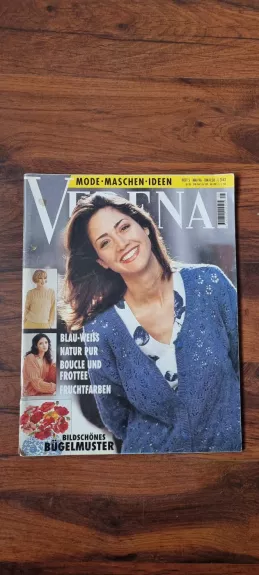 MODE·MASCHEN·IDEEN
VERENA
BLAU-WEISS
NATUR PUR
BOUCLE UND
FROTTEE
FRUCHTFARBEN
BILDSCHÖNES
BÜGELMUSTER